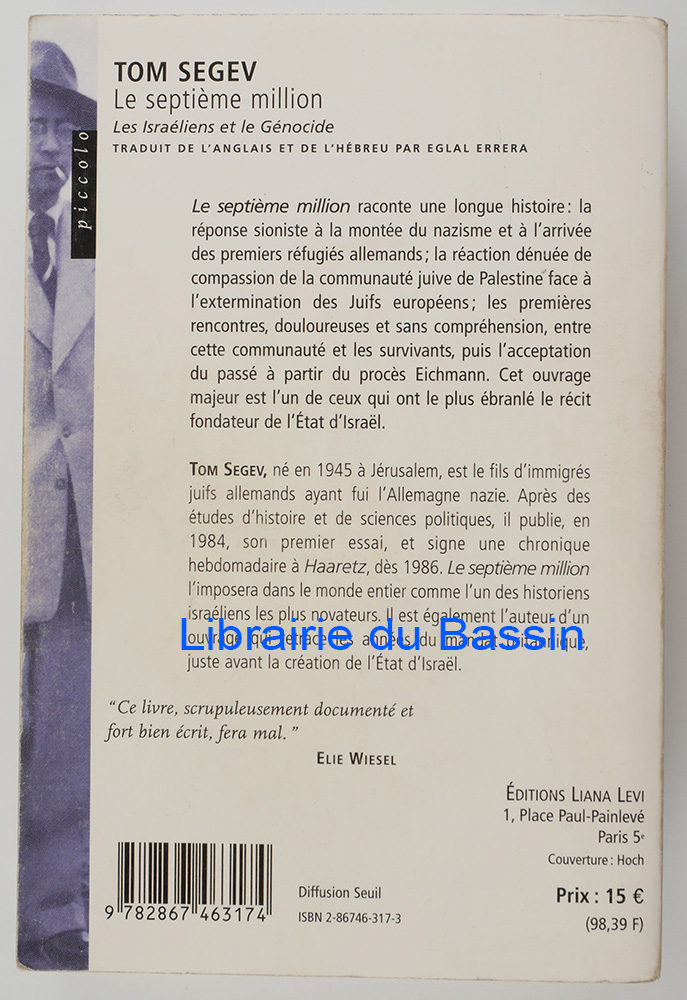 TOM SEGEV
Le septième million
Les Israéliens et le Génocide
TRADUIT DE L'ANGLAIS ET DE L'HÉBREU PAR EGLAL ERRERA
piccolo
Le septième million raconte une longue histoire : la
réponse sioniste à la montée du nazisme et à l'arrivée
des premiers réfugiés allemands ; la réaction dénuée de
compassion de la communauté juive de Palestine face à
l'extermination des Juifs européens ; les premières
rencontres, douloureuses et sans compréhension, entre
cette communauté et les survivants, puis l'acceptation
du passé à partir du procès Eichmann. Cet ouvrage
majeur est l'un de ceux qui ont le plus ébranlé le récit
fondateur de l'État d'Israël.
TOM SEGEV, né en 1945 à Jérusalem, est le fils d'immigrés
juifs allemands ayant fui l'Allemagne nazie. Après des
études d'histoire et de sciences politiques, il publie, en
1984, son premier essai, et signe une chronique
hebdomadaire à Haaretz, dès 1986. Le septième million
l'imposera dans le monde entier comme l'un des historiens
israéliens les plus novateurs. Il est également l'auteur d'un
ouvrage qui retrace les années du mandat britannique,
Librairie du Bassin
juste avant la création de l'État d'Israël.
"Ce livre, scrupuleusement documenté et
fort bien écrit, fera mal."
ELIE WIESEL
ÉDITIONS LIANA LEVI
1, Place Paul-Painlevé
Paris 5e
Couverture : Hoch
Diffusion Seuil
ISBN 2-86746-317-3
9 782867 463174
Prix : 15 €
(98,39 F)